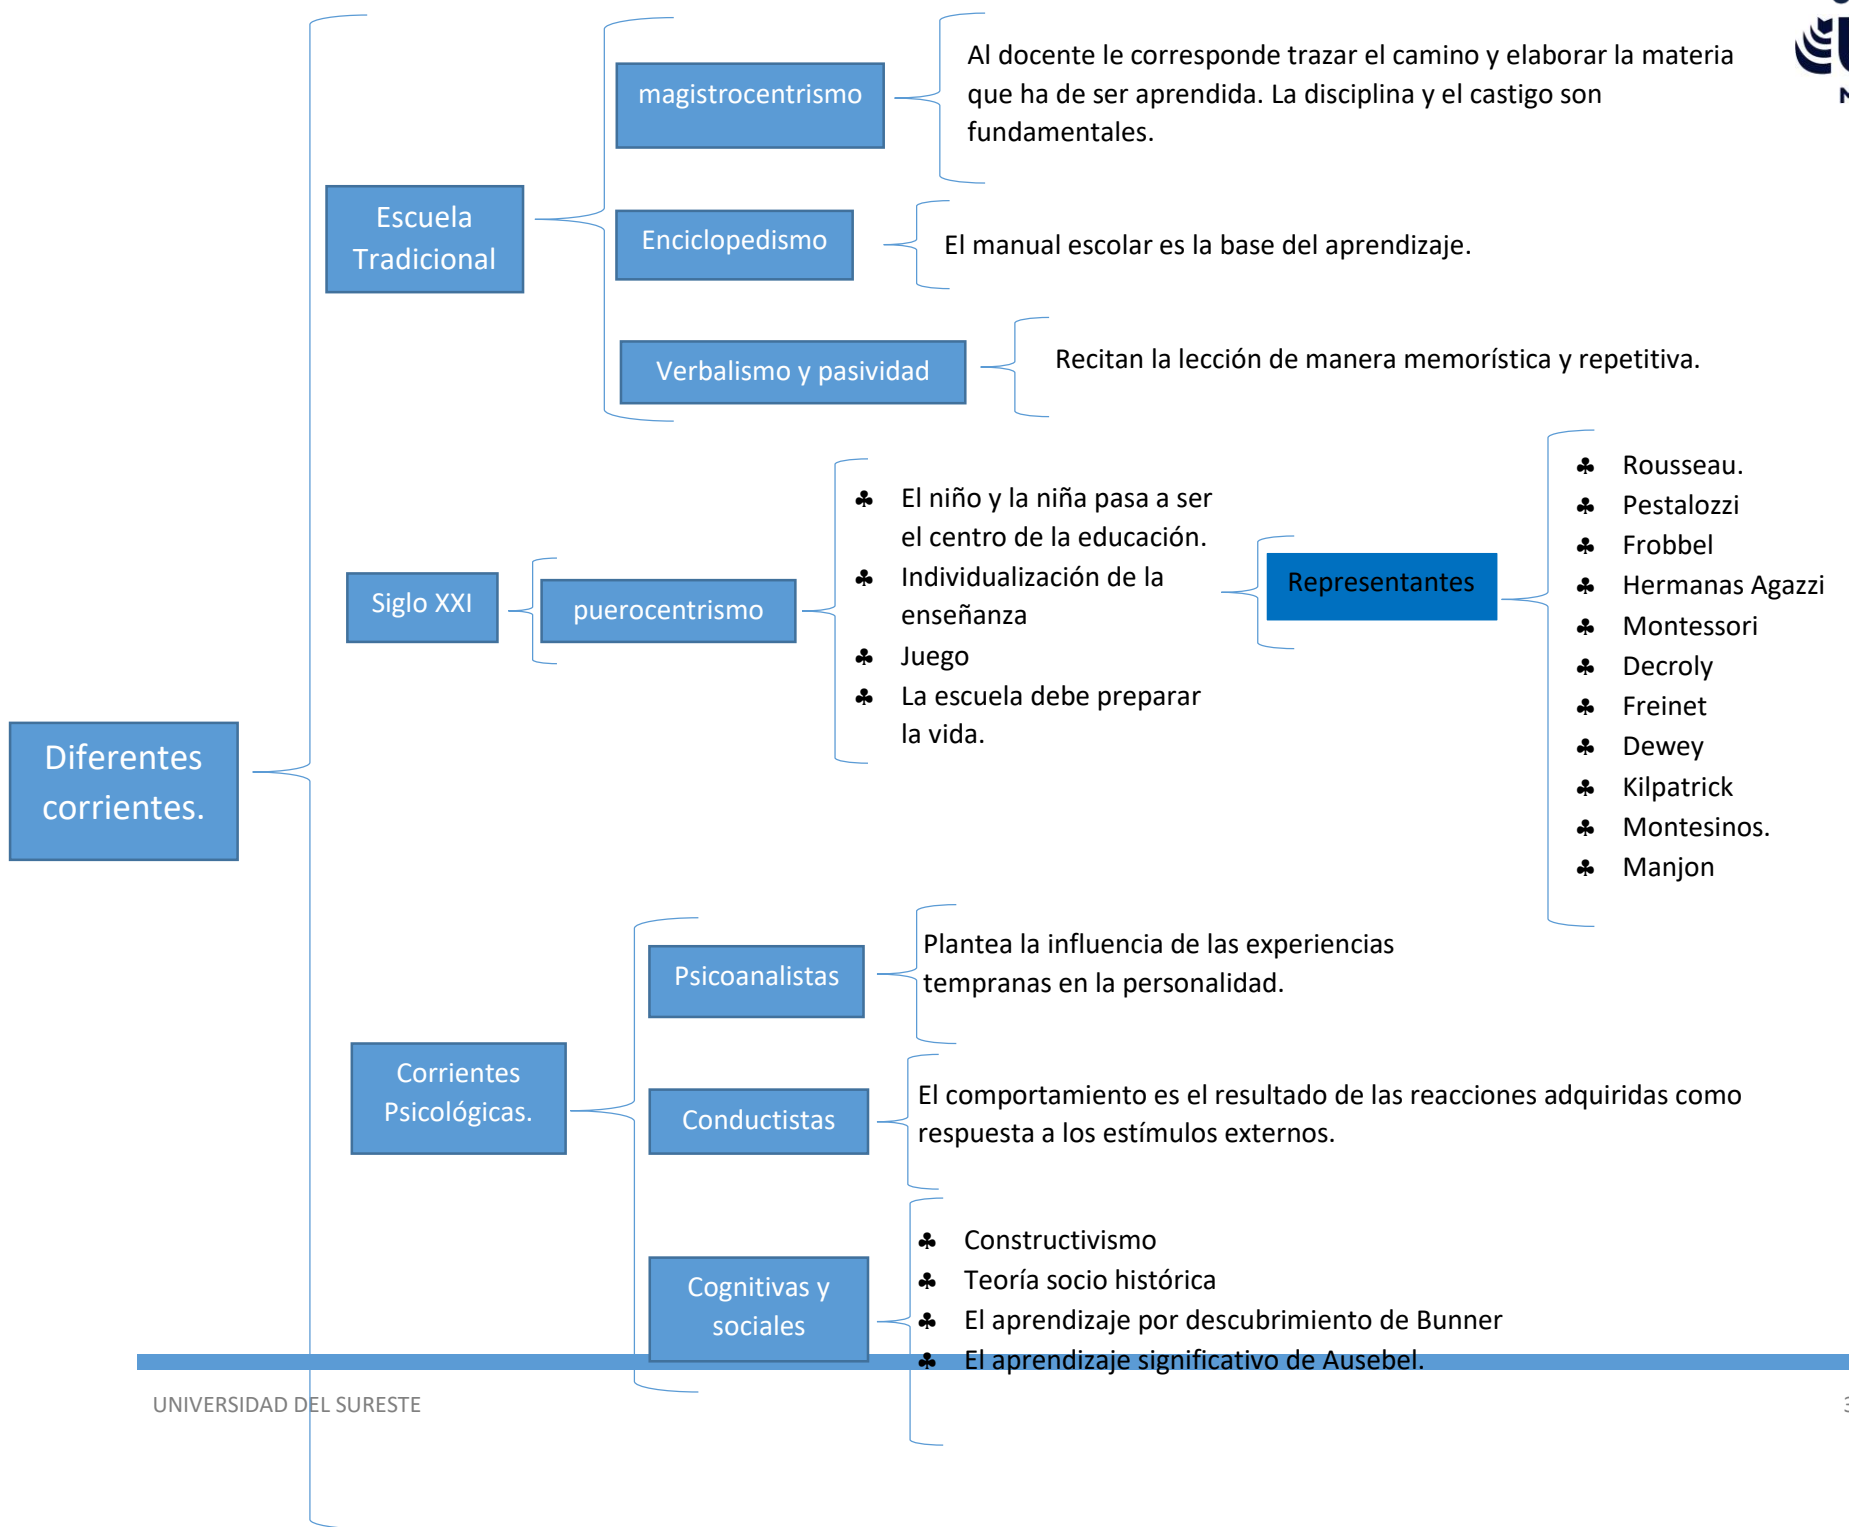 magistrocentrismo
Al docente le corresponde trazar el camino y elaborar la materia
que ha de ser aprendida. La disciplina y el castigo son
fundamentales.
Escuela
Tradicional
Enciclopedismo
El manual escolar es la base del aprendizaje.
Verbalismo y pasividad
Recitan la lección de manera memorística y repetitiva.
Siglo XXI
puerocentrismo
♣ El niño y la niña pasa a ser
el centro de la educación.
♣ Individualización de la
enseñanza
♣ Juego
♣ La escuela debe preparar
la vida.
Representantes
♣ Rousseau.
♣ Pestalozzi
♣ Frobbel
♣ Hermanas Agazzi
♣ Montessori
♣ Decroly
♣ Freinet
♣ Dewey
♣ Kilpatrick
♣ Montesinos.
♣ Manjon
Diferentes
corrientes.
Corrientes
Psicológicas.
Psicoanalistas
Plantea la influencia de las experiencias
tempranas en la personalidad.
Conductistas
El comportamiento es el resultado de las reacciones adquiridas como
respuesta a los estímulos externos.
Cognitivas y
sociales
♣ Constructivismo
♣ Teoría socio histórica
♣ El aprendizaje por descubrimiento de Bunner
♣ El aprendizaje significativo de Ausebel.
UNIVERSIDAD DEL SURESTE